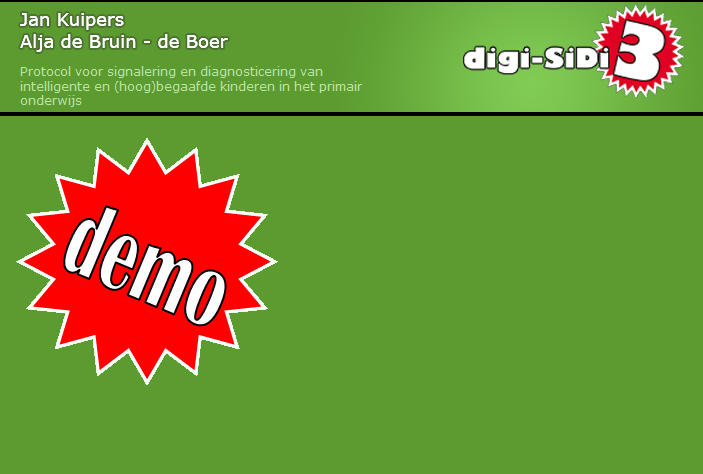 Jan Kuipers
Alja de Bruin - de Boer
digi-SiDi 3
Protocol voor signalering en diagnosticering van
intelligente en (hoog)begaafde kinderen in het primair
onderwijs
demo